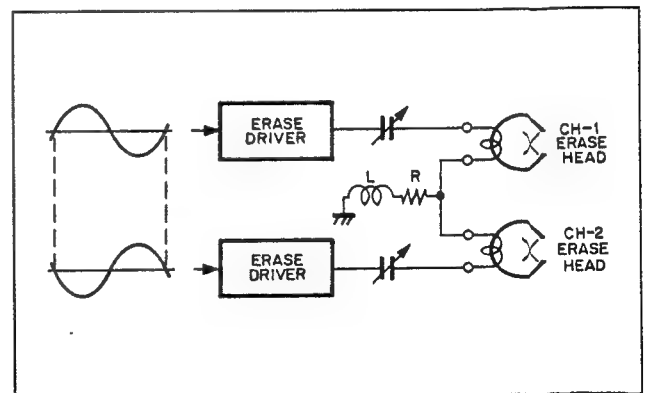 ERASE
DRIVER
CH-1
ERASE
HEAD
L
R
ERASE
DRIVER
CH-2
ERASE
HEAD